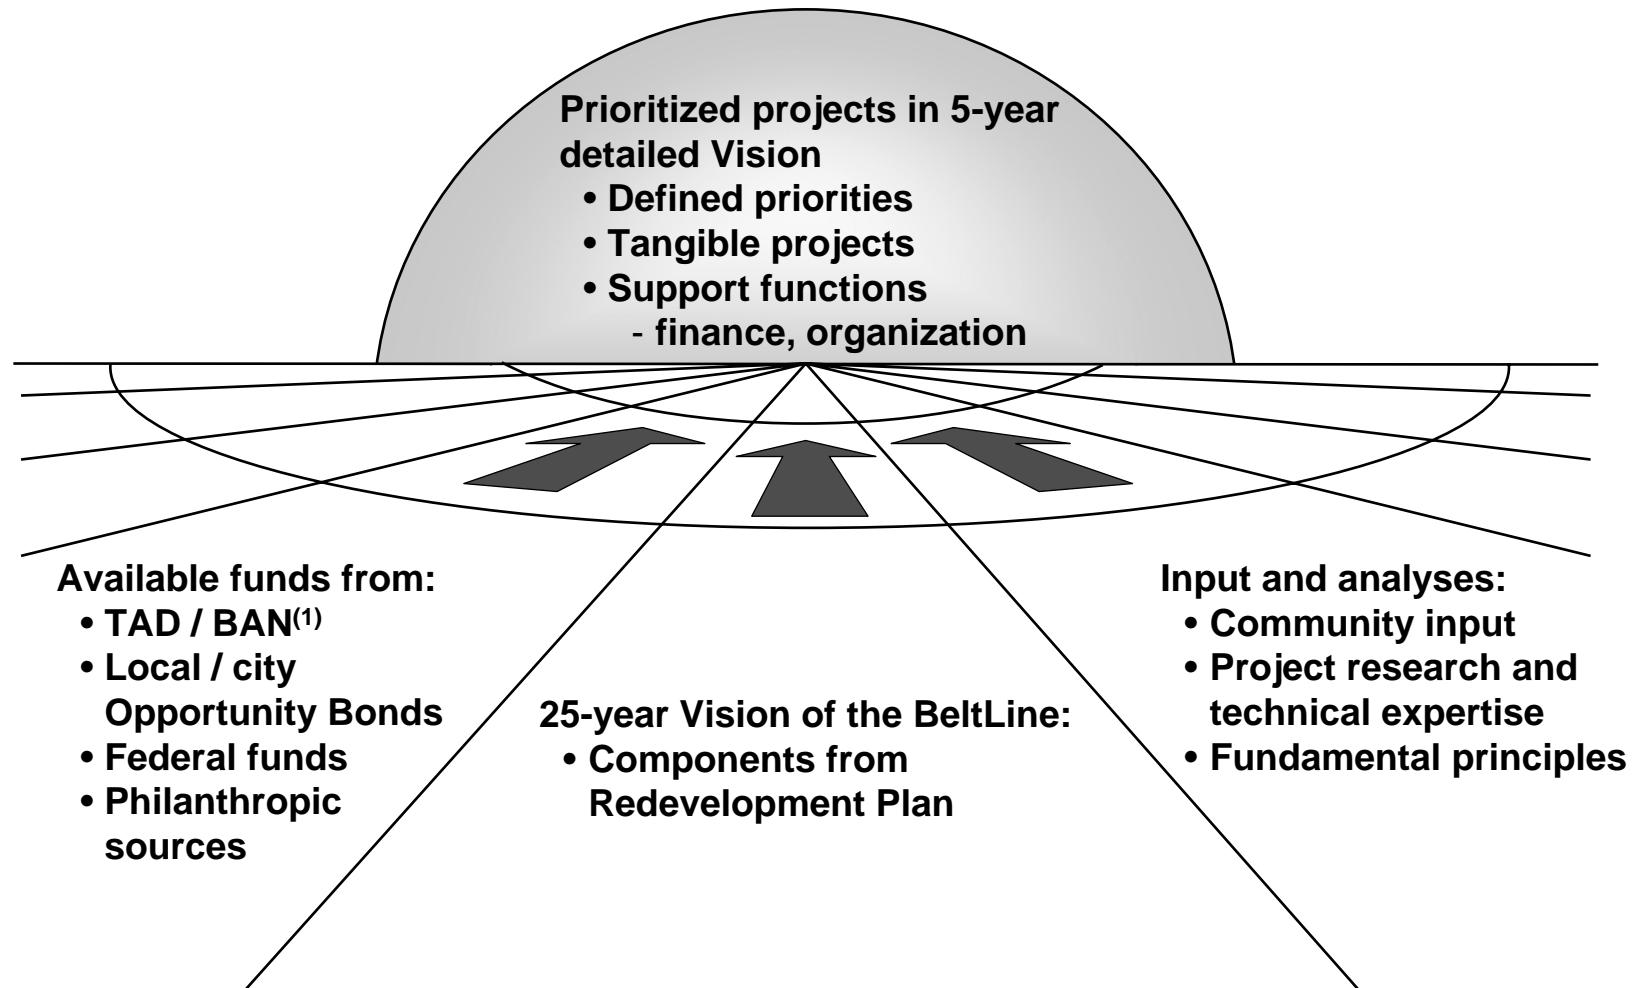 Prioritized projects in 5-year
detailed Vision
• Defined priorities
• Tangible projects
• Support functions
- finance, organization
Available funds from:
• TAD / BAN(1)
• Local / city
Opportunity Bonds
• Federal funds
• Philanthropic
sources
25-year Vision of the BeltLine:
• Components from
Redevelopment Plan
Input and analyses:
• Community input
• Project research and
technical expertise
• Fundamental principles